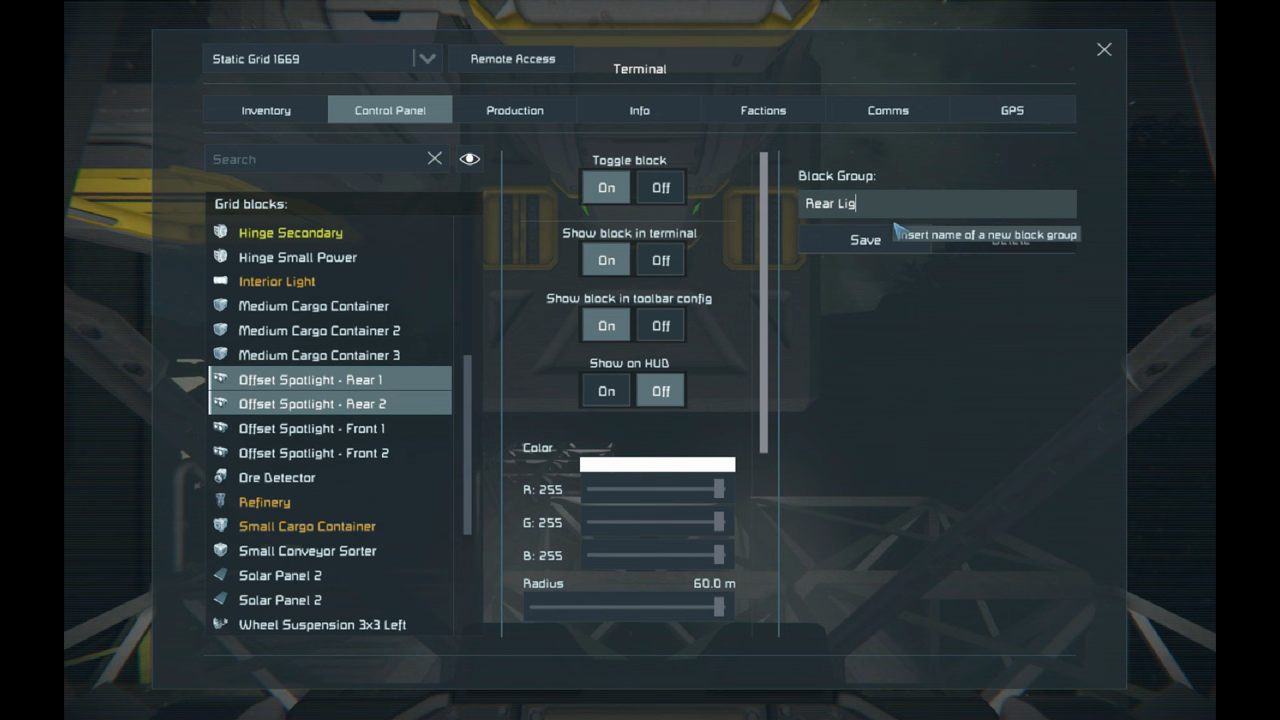 Static Grid 1669
Remote Access
Terminal
Inventory
Control Panel
Production
Info
Factions
Comms
GPS
Search
Grid blocks:
Hinge Secondary
Hinge Small Power
Interior Light
Medium Cargo Container
Medium Cargo Container 2
Medium Cargo Container 3
Offset Spotlight - Rear 1
Offset Spotlight - Rear 2
Offset Spotlight - Front 1
Offset Spotlight - Front 2
Ore Detector
Refinery
Small Cargo Container
Small Conveyor Sorter
Solar Panel 2
Solar Panel 2
Wheel Suspension 3x3 Left
Toggle block
On Off
Show block in terminal
On Off
Show block in toolbar config
On Off
Show on HUD
On Off
Color
R: 255
G: 255
B: 255
Radius 60.0 m
Block Group:
Rear Lig
Save
Insert name of a new block group